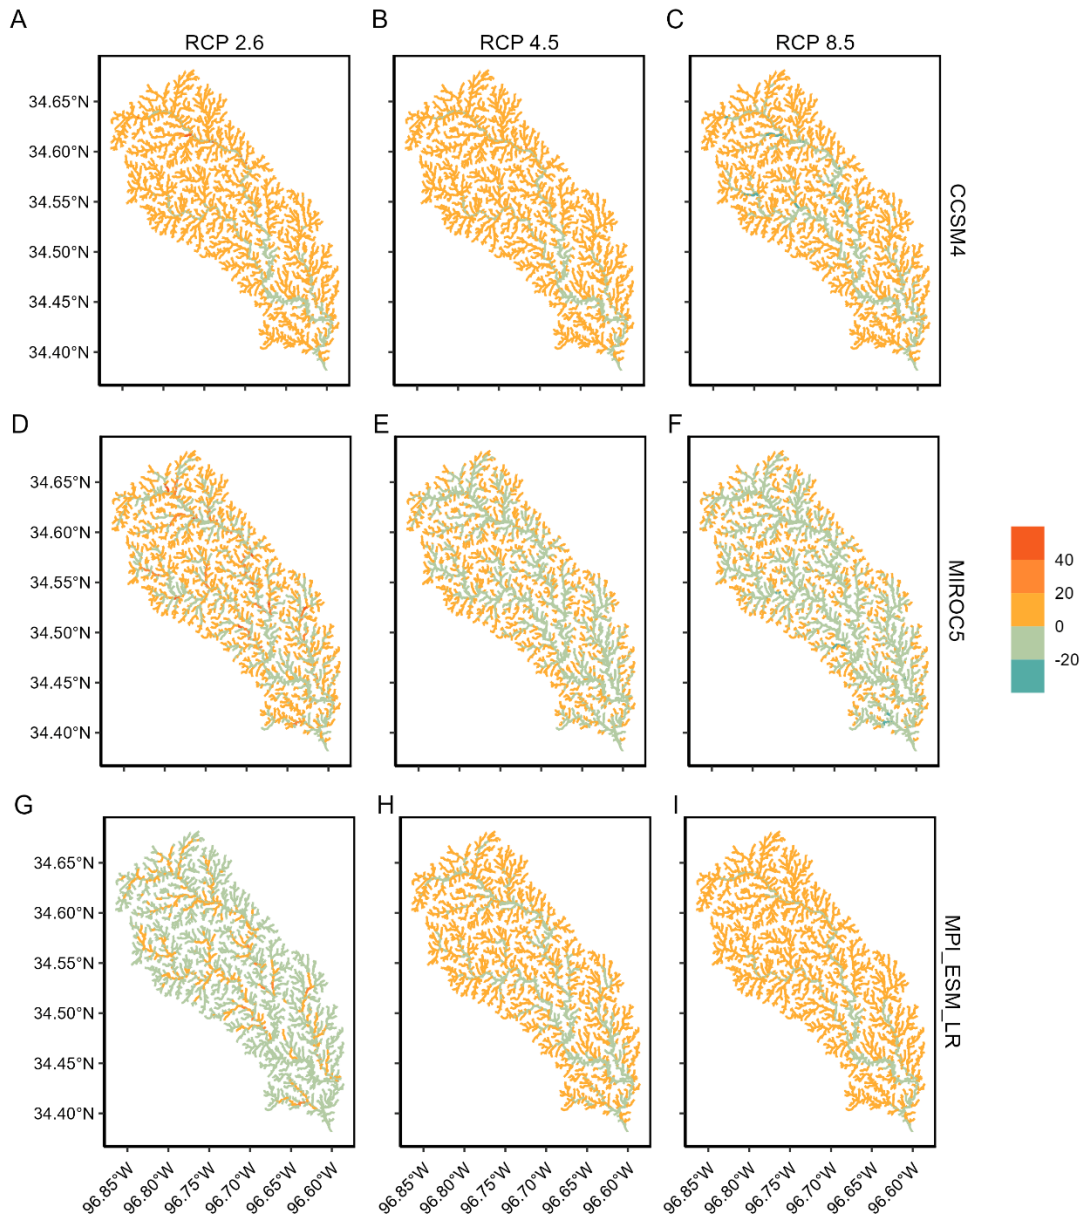 A
B
C
RCP 2.6
RCP 4.5
RCP 8.5
34.65°N
34.60°N
34.55°N
34.50°N
34.45°N
34.40°N
CCSM4
D
E
F
34.65°N
34.60°N
34.55°N
34.50°N
34.45°N
34.40°N
MIROC5
40
20
0
-20
G
H
I
34.65°N
34.60°N
34.55°N
34.50°N
34.45°N
34.40°N
MPI_ESM_LR
96.85°W
96.80°W
96.75°W
96.70°W
96.65°W
96.60°W
96.85°W
96.80°W
96.75°W
96.70°W
96.65°W
96.60°W
96.85°W
96.80°W
96.75°W
96.70°W
96.65°W
96.60°W